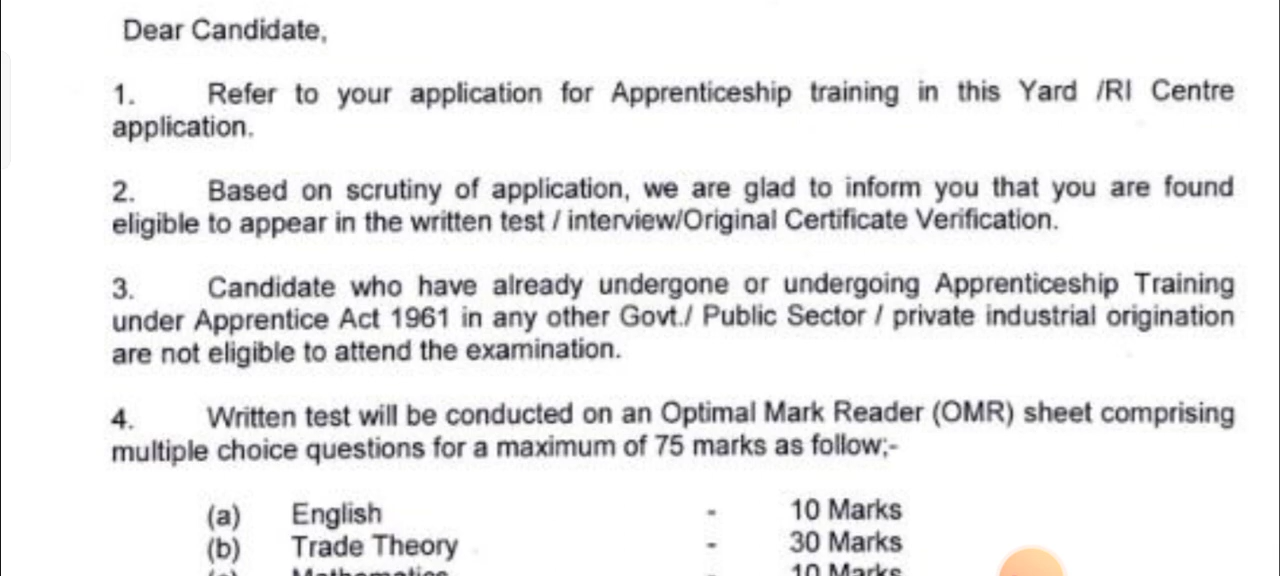 Dear Candidate,
1. Refer to your application for Apprenticeship training in this Yard /RI Centre
application.
2. Based on scrutiny of application, we are glad to inform you that you are found
eligible to appear in the written test / interview/Original Certificate Verification.
3. Candidate who have already undergone or undergoing Apprenticeship Training
under Apprentice Act 1961 in any other Govt./ Public Sector / private industrial origination
are not eligible to attend the examination.
4. Written test will be conducted on an Optimal Mark Reader (OMR) sheet comprising
multiple choice questions for a maximum of 75 marks as follow;-
(a) English - 10 Marks
(b) Trade Theory - 30 Marks
(c) Mathematics - 10 Marks